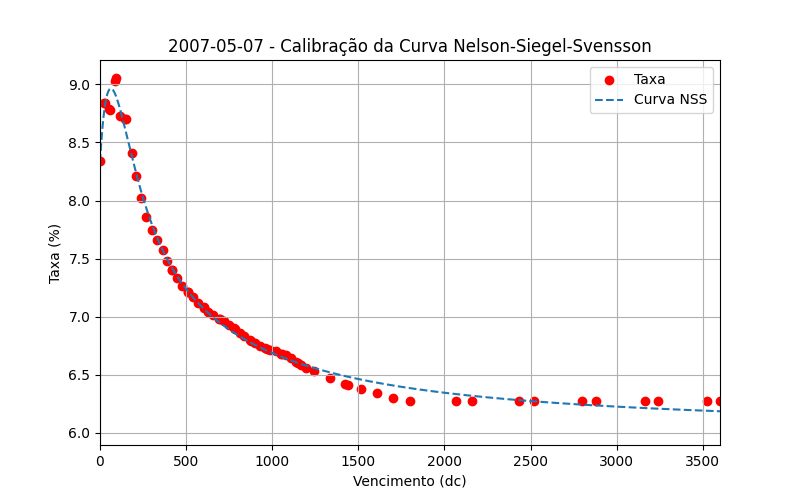 2007-05-07 - Calibração da Curva Nelson-Siegel-Svensson
Taxa
Curva NSS
Taxa (%)
9.0
8.5
8.0
7.5
7.0
6.5
6.0
0 500 1000 1500 2000 2500 3000 3500
Vencimento (dc)